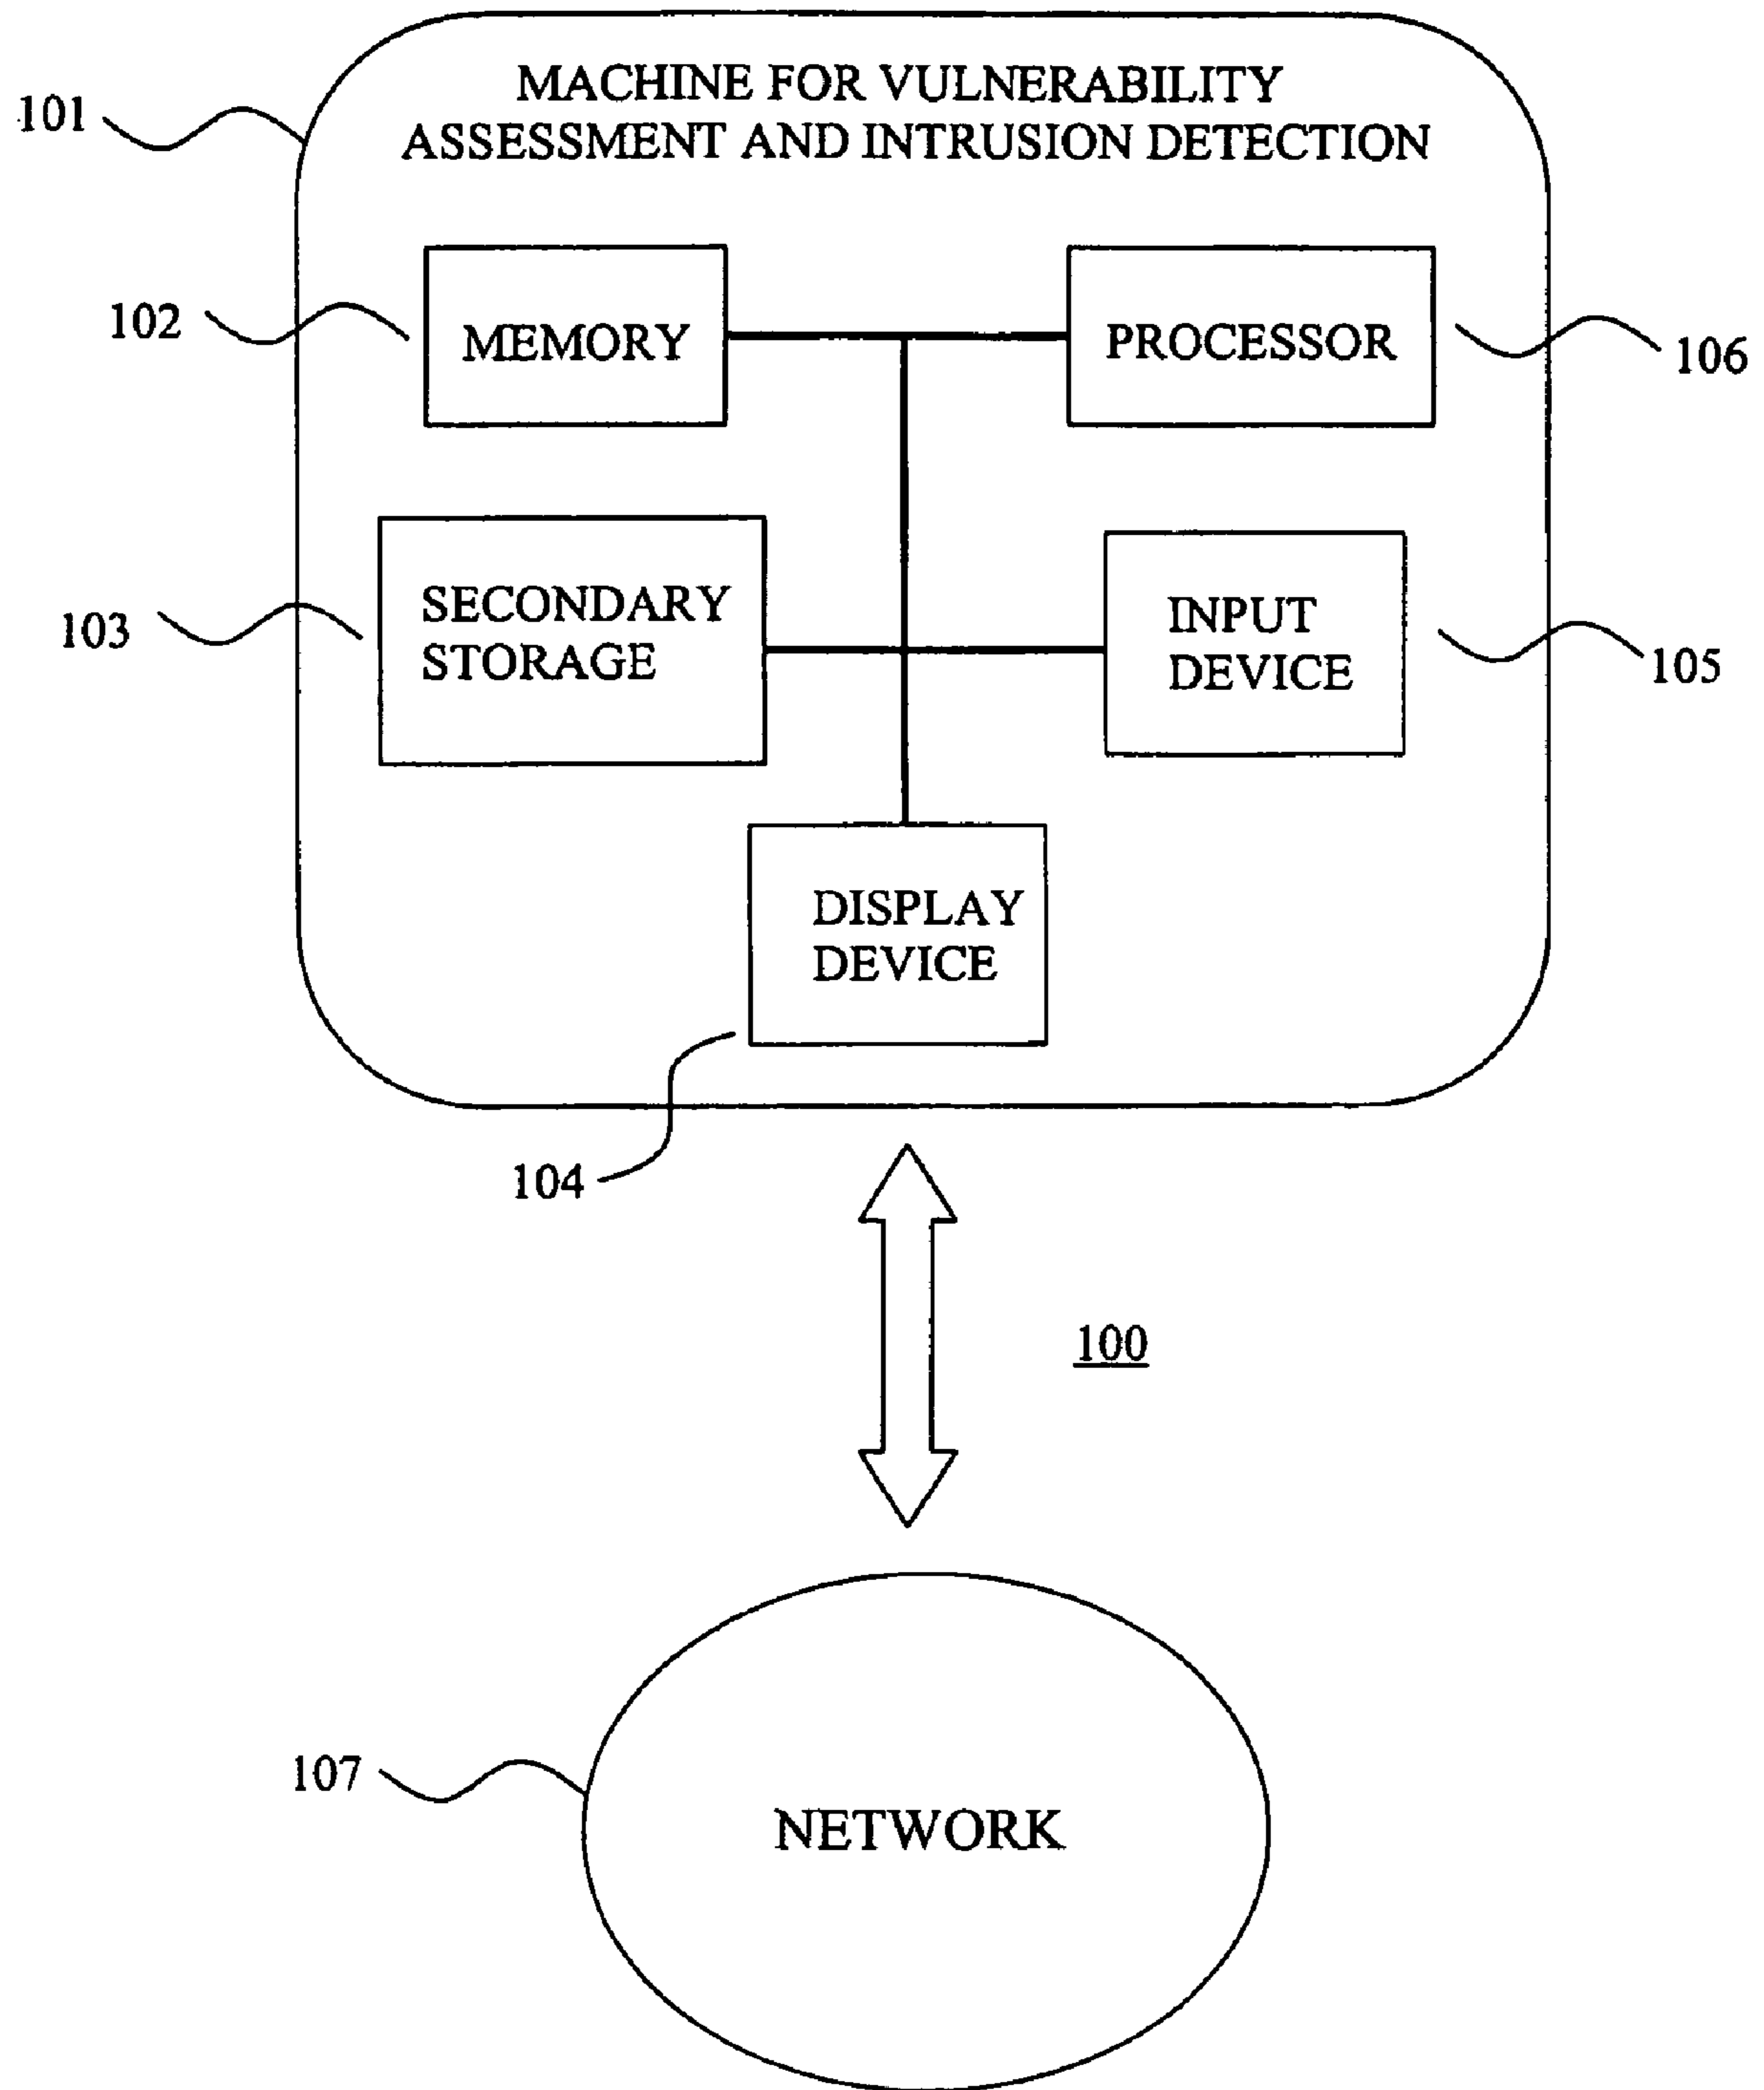 MACHINE FOR VULNERABILITY
ASSESSMENT AND INTRUSION DETECTION
101
102
MEMORY
PROCESSOR
106
103
SECONDARY
STORAGE
INPUT
DEVICE
105
DISPLAY
DEVICE
104
100
107
NETWORK